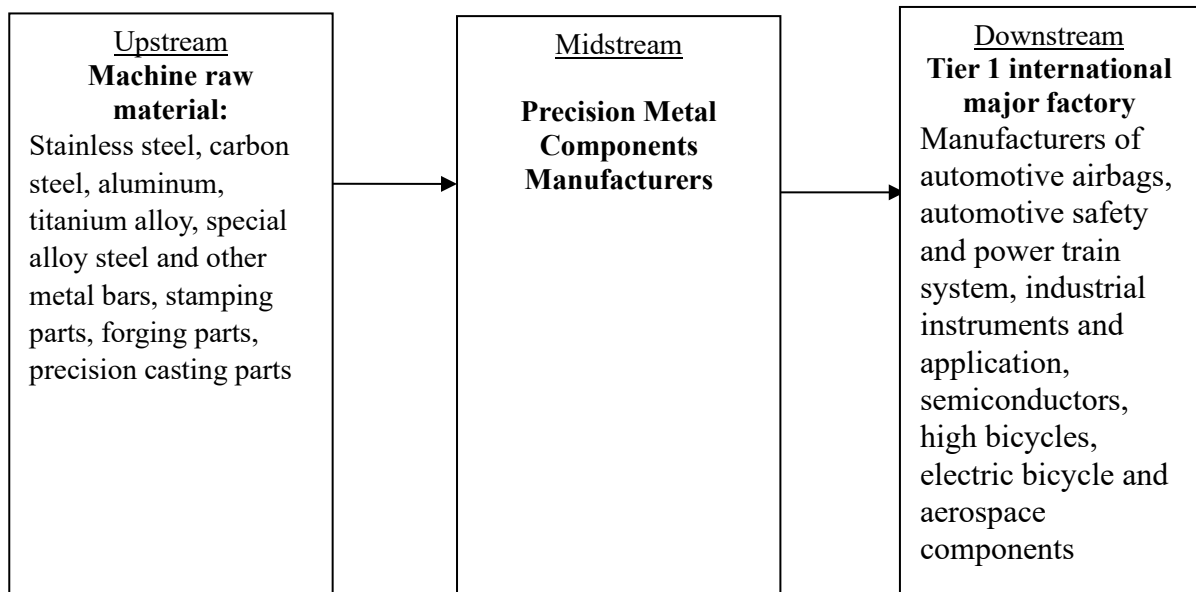 Upstream
Machine raw
material:
Stainless steel, carbon
steel, aluminum,
titanium alloy, special
alloy steel and other
metal bars, stamping
parts, forging parts,
precision casting parts
Midstream
Precision Metal
Components
Manufacturers
Downstream
Tier 1 international
major factory
Manufacturers of
automotive airbags,
automotive safety
and power train
system, industrial
instruments and
application,
semiconductors,
high bicycles,
electric bicycle and
aerospace
components